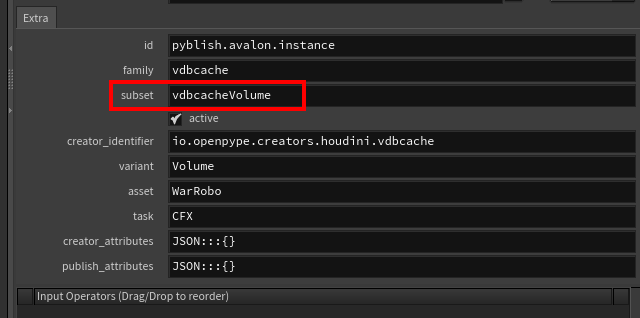 Extra
id pyblish.avalon.instance
family vdbcache
subset vdbcacheVolume
active
creator_identifier io.openpype.creators.houdini.vdbcache
variant Volume
asset WarRobo
task CFX
creator_attributes JSON:::{}
publish_attributes JSON:::{}
Input Operators (Drag/Drop to reorder)